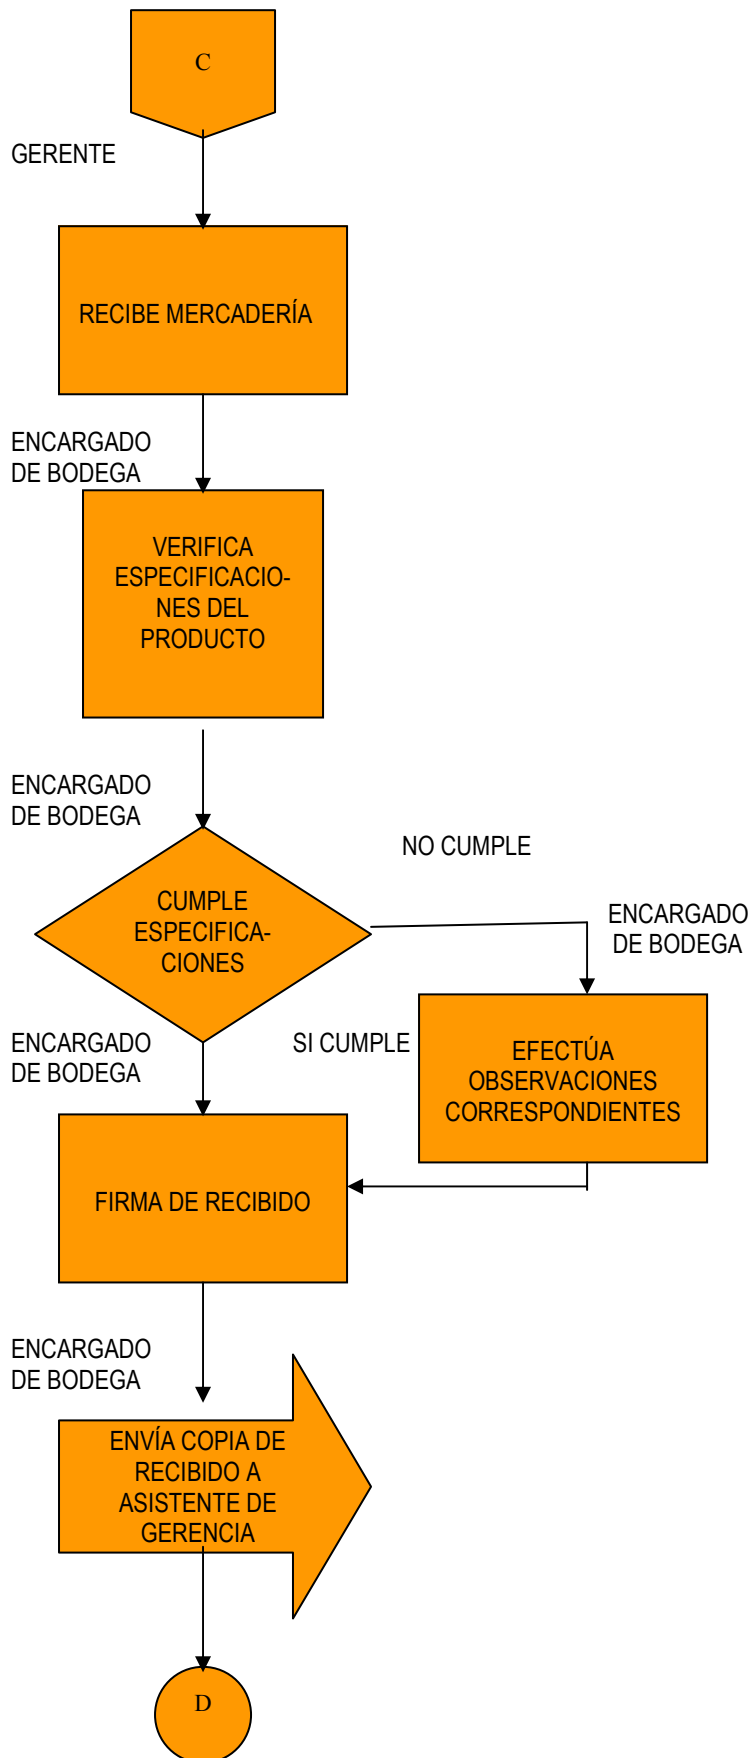 C
GERENTE
RECIBE MERCADERÍA
ENCARGADO
DE BODEGA
VERIFICA
ESPECIFICACIO-
NES DEL
PRODUCTO
ENCARGADO
DE BODEGA
NO CUMPLE
CUMPLE
ESPECIFICA-
CIONES
ENCARGADO
DE BODEGA
ENCARGADO
DE BODEGA
SI CUMPLE
EFECTÚA
OBSERVACIONES
CORRESPONDIENTES
FIRMA DE RECIBIDO
ENCARGADO
DE BODEGA
ENVÍA COPIA DE
RECIBIDO A
ASISTENTE DE
GERENCIA
D